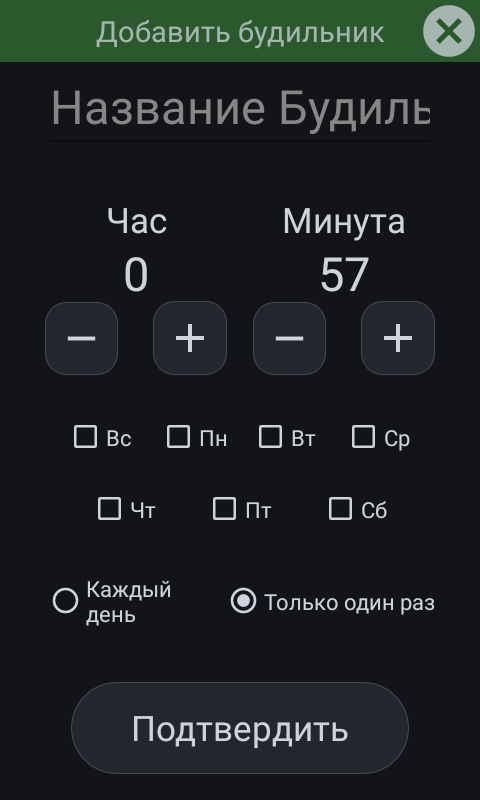 Добавить будильник
Название Будиль
Час Минута
0 57
Вс Пн Вт Ср
Чт Пт Сб
Каждый
день
Только один раз
Подтвердить